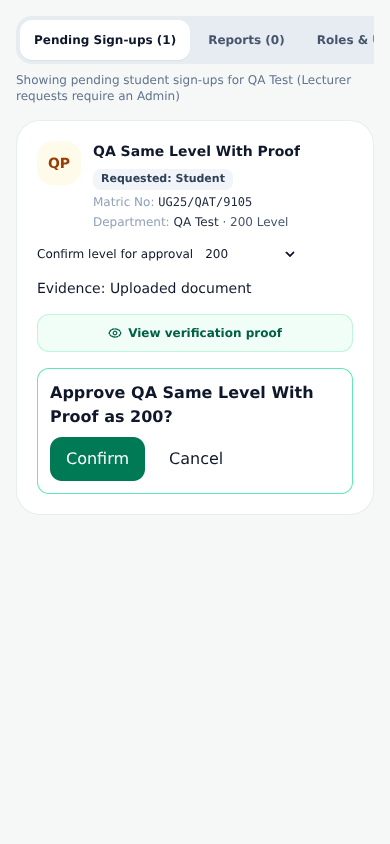 Pending Sign-ups (1) Reports (0) Roles &
Showing pending student sign-ups for QA Test (Lecturer
requests require an Admin)
QP
QA Same Level With Proof
Requested: Student
Matric No: UG25/QAT/9105
Department: QA Test · 200 Level
Confirm level for approval 200
Evidence: Uploaded document
View verification proof
Approve QA Same Level With
Proof as 200?
Confirm Cancel